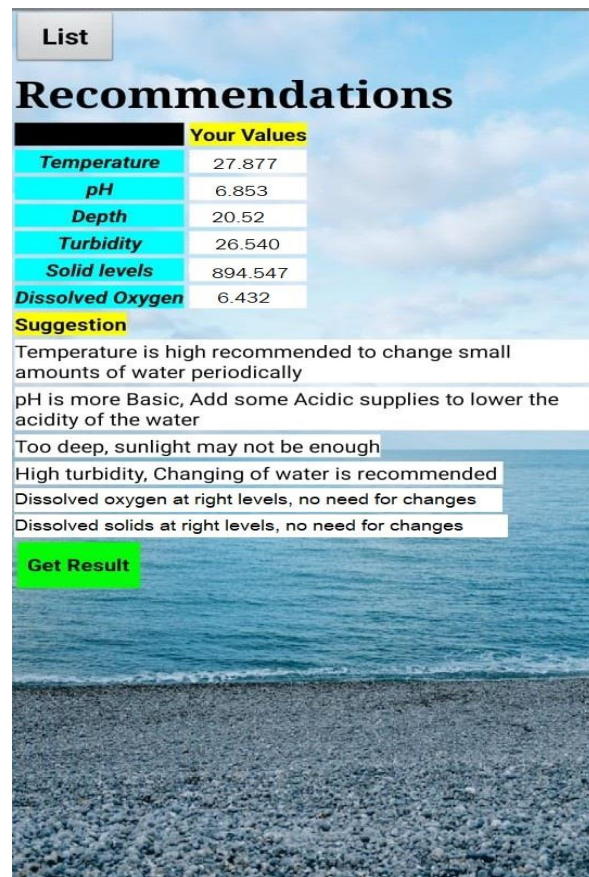 List
Recommendations
Your Values
Temperature 27.877
pH 6.853
Depth 20.52
Turbidity 26.540
Solid levels 894.547
Dissolved Oxygen 6.432
Suggestion
Temperature is high recommended to change small
amounts of water periodically
pH is more Basic, Add some Acidic supplies to lower the
acidity of the water
Too deep, sunlight may not be enough
High turbidity, Changing of water is recommended
Dissolved oxygen at right levels, no need for changes
Dissolved solids at right levels, no need for changes
Get Result